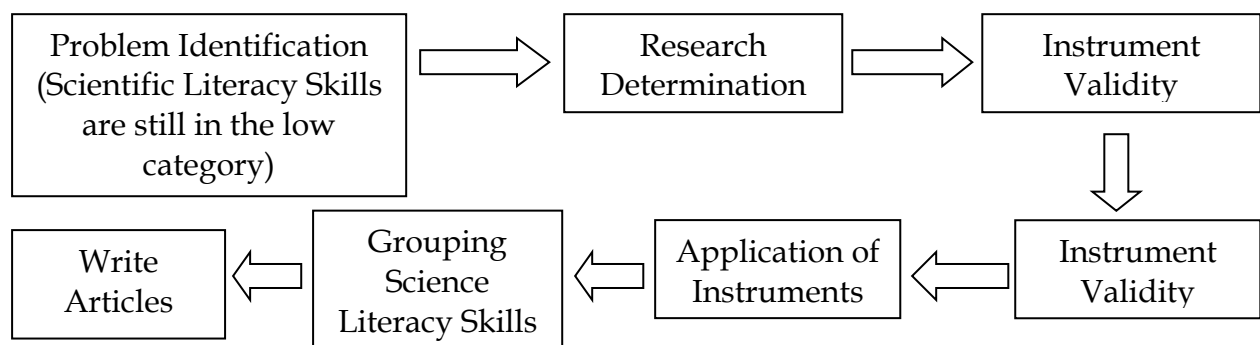 Problem Identification
(Scientific Literacy Skills
are still in the low
category)
Research
Determination
Instrument
Validity
Instrument
Validity
Application of
Instruments
Grouping
Science
Literacy Skills
Write
Articles